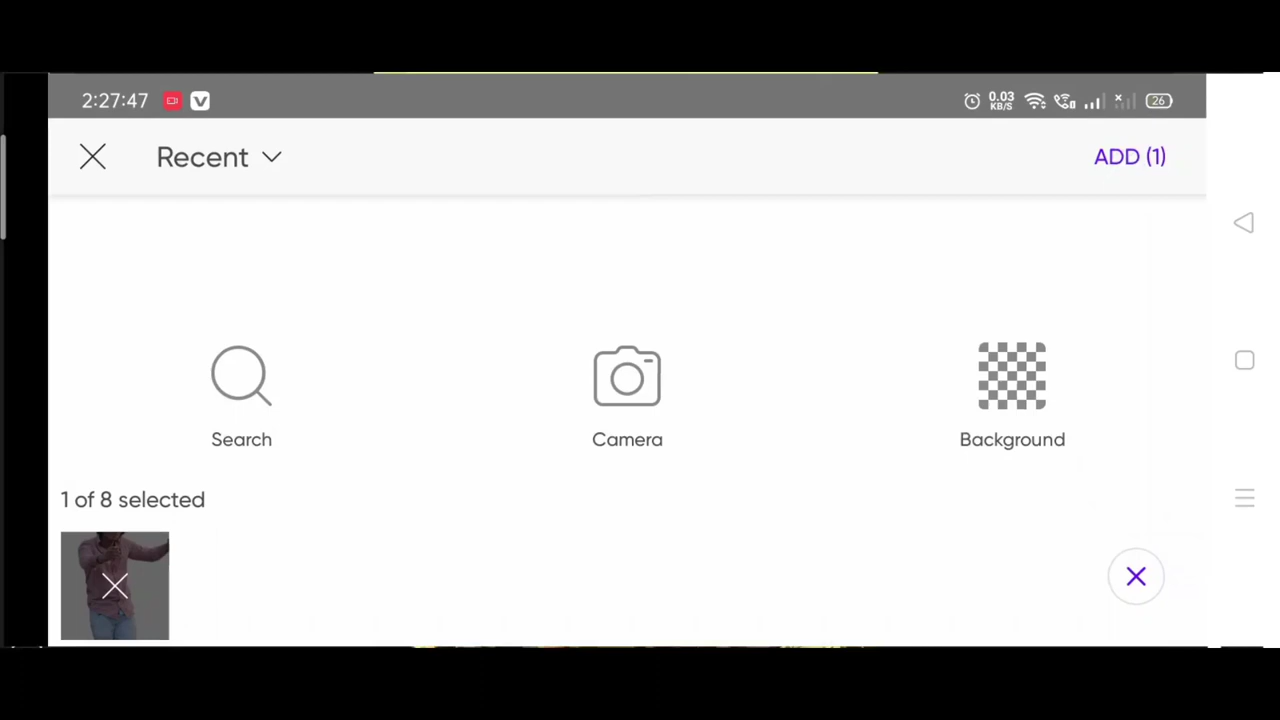 2:27:47 0.03 KB/S 26
Recent ADD (1)
Search Camera Background
1 of 8 selected